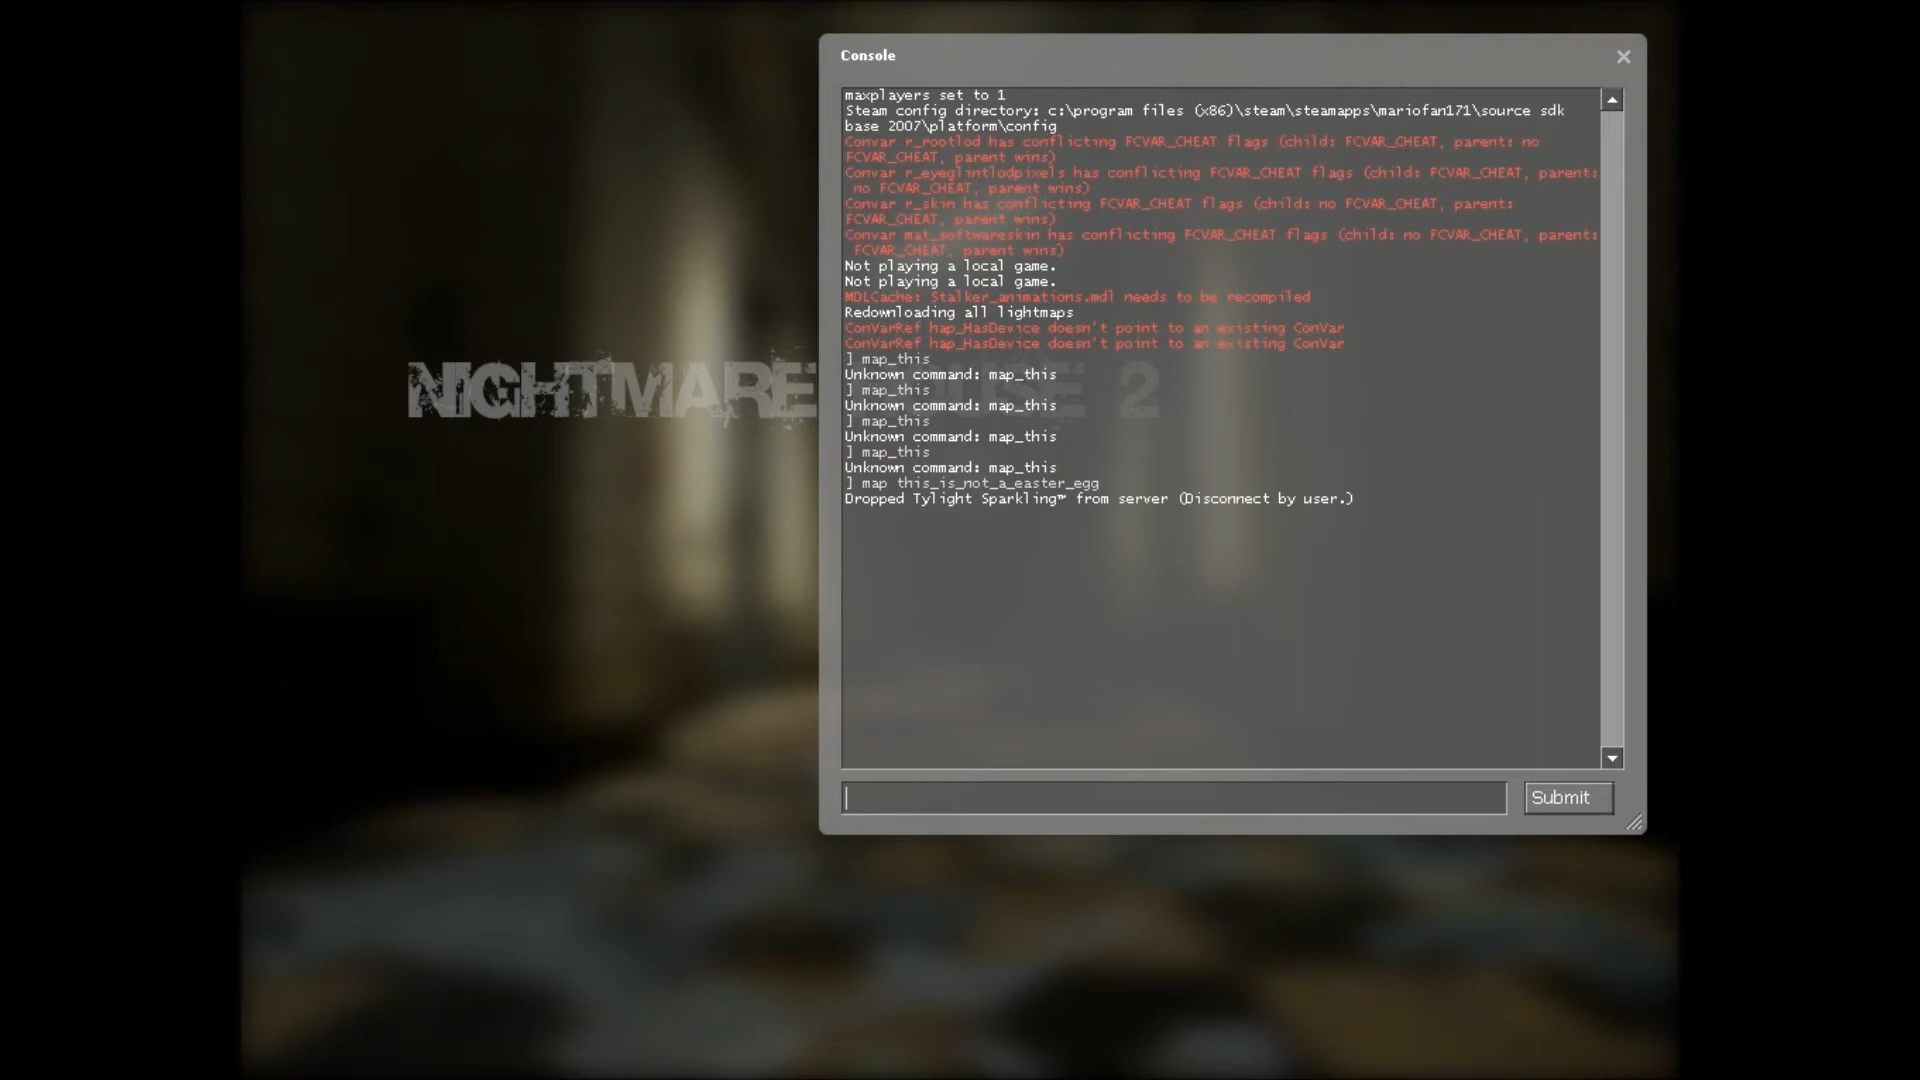 Console
maxplayers set to 1
Steam config directory: c:\program files (x86)\steam\steamapps\mariofan171\source sdk
base 2007\platform\config
Convar r_rootlod has conflicting FCVAR_CHEAT flags (child: FCVAR_CHEAT, parent: no
FCVAR_CHEAT, parent wins)
Convar r_eyeglintlodpixels has conflicting FCVAR_CHEAT flags (child: FCVAR_CHEAT, parent:
no FCVAR_CHEAT, parent wins)
Convar r_skin has conflicting FCVAR_CHEAT flags (child: no FCVAR_CHEAT, parent:
FCVAR_CHEAT, parent wins)
Convar mat_softwareskin has conflicting FCVAR_CHEAT flags (child: no FCVAR_CHEAT, parent:
FCVAR_CHEAT, parent wins)
Not playing a local game.
Not playing a local game.
MDLCache: Stalker_animations.mdl needs to be recompiled
Redownloading all lightmaps
ConVarRef hap_HasDevice doesn't point to an existing ConVar
ConVarRef hap_HasDevice doesn't point to an existing ConVar
] map_this
Unknown command: map_this
] map_this
Unknown command: map_this
] map_this
Unknown command: map_this
] map_this
Unknown command: map_this
] map this_is_not_a_easter_egg
Dropped Tylight Sparkling™ from server (Disconnect by user.)
Submit
NIGHTMARE HOUSE 2